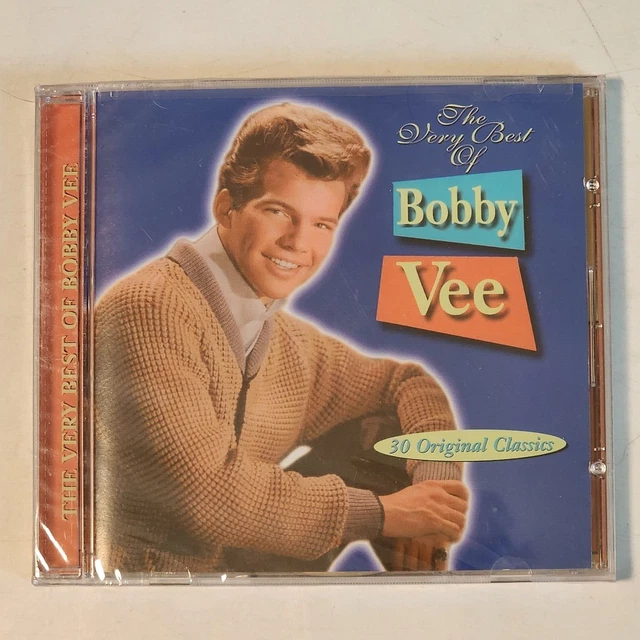 THE VERY BEST OF BOBBY VEE
The
Very Best
Of
Bobby
Vee
30 Original Classics